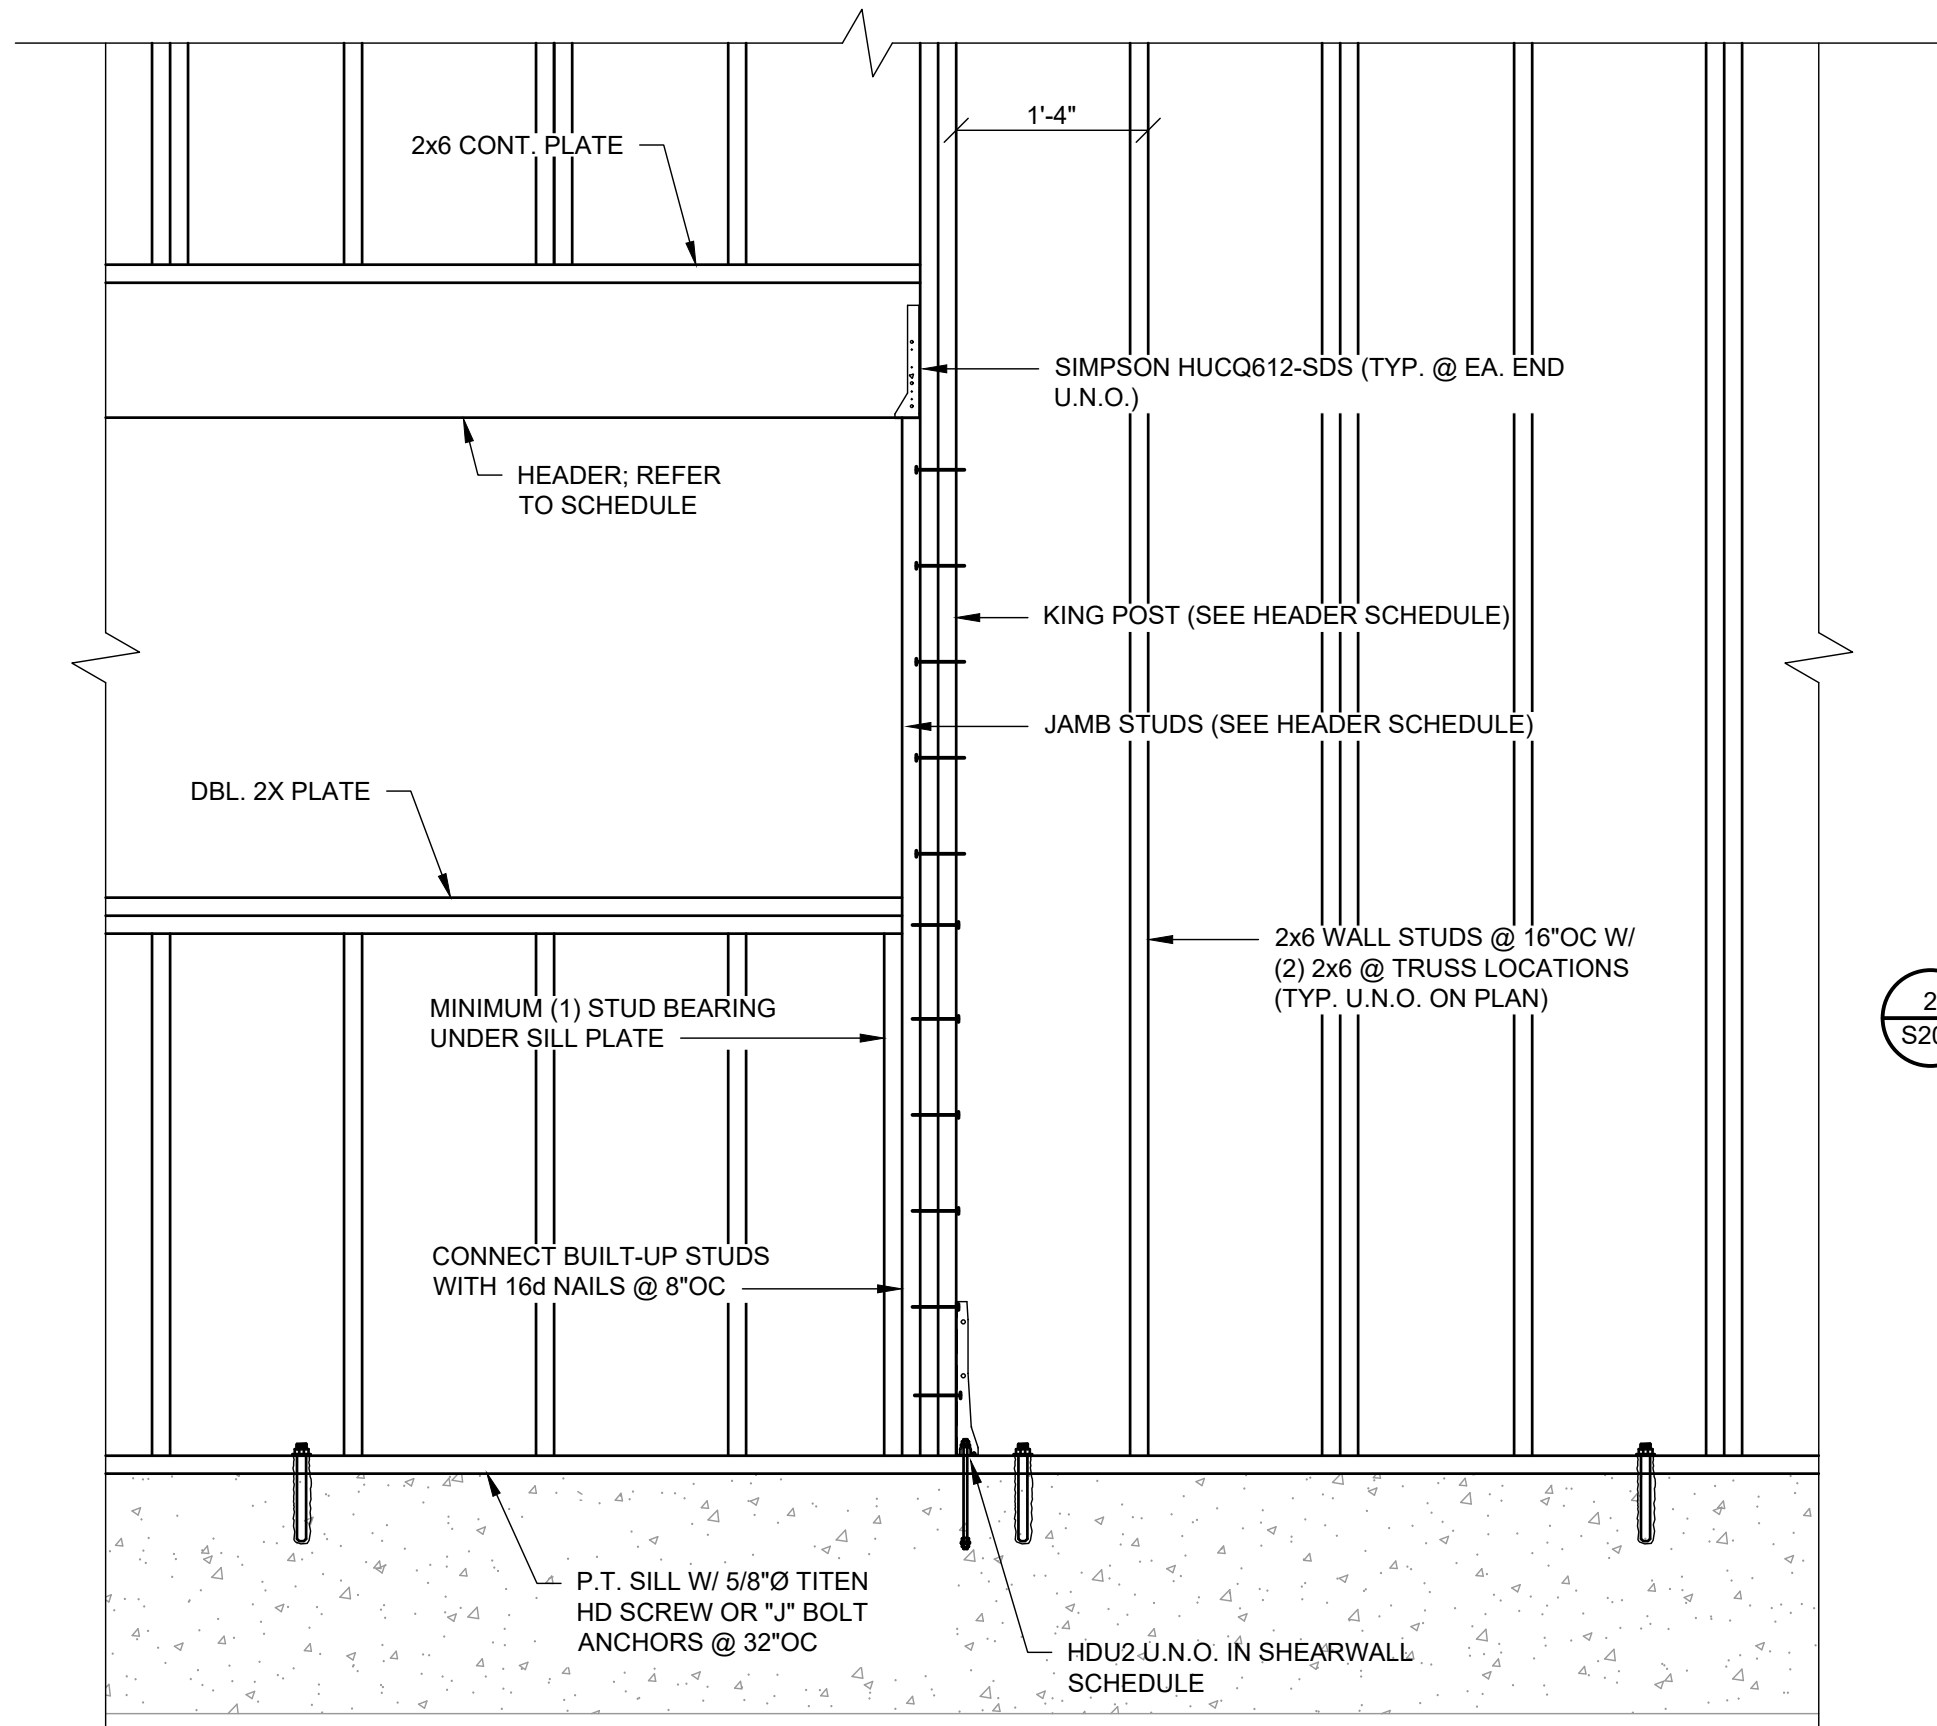 1'-4"
2x6 CONT. PLATE
SIMPSON HUCQ612-SDS (TYP. @ EA. END
U.N.O.)
HEADER; REFER
TO SCHEDULE
KING POST (SEE HEADER SCHEDULE)
JAMB STUDS (SEE HEADER SCHEDULE)
DBL. 2X PLATE
2x6 WALL STUDS @ 16"OC W/
(2) 2x6 @ TRUSS LOCATIONS
(TYP. U.N.O. ON PLAN)
MINIMUM (1) STUD BEARING
UNDER SILL PLATE
2
CONNECT BUILT-UP STUDS
WITH 16d NAILS @ 8"OC
P.T. SILL W/ 5/8"Ø TITEN
HD SCREW OR "J" BOLT
ANCHORS @ 32"OC
HDU2 U.N.O. IN SHEARWALL
SCHEDULE